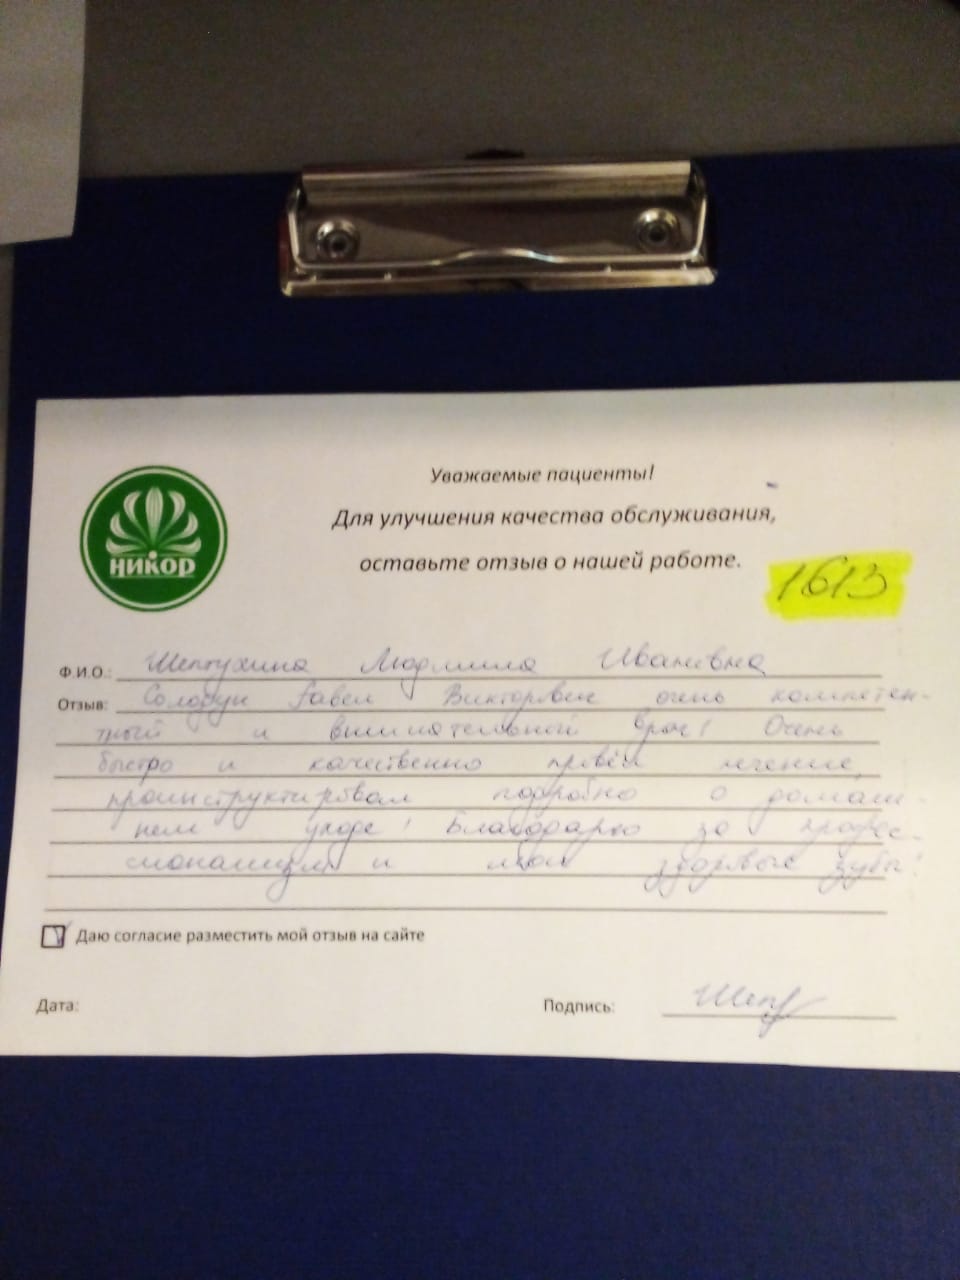 НИКОР
Уважаемые пациенты!
Для улучшения качества обслуживания,
оставьте отзыв о нашей работе.
1613
Ф.И.О.: Шептухина Людмила Ивановна
Отзыв: Солодун Павел Викторович очень компетен-
тный и внимательный врач! Очень
быстро и качественно провёл лечение,
проинструктировал подробно о домаш-
нем уходе! Благодарю за профес-
сионализм и мои здоровые зубы!
Даю согласие разместить мой отзыв на сайте
Дата: Подпись: Шепт